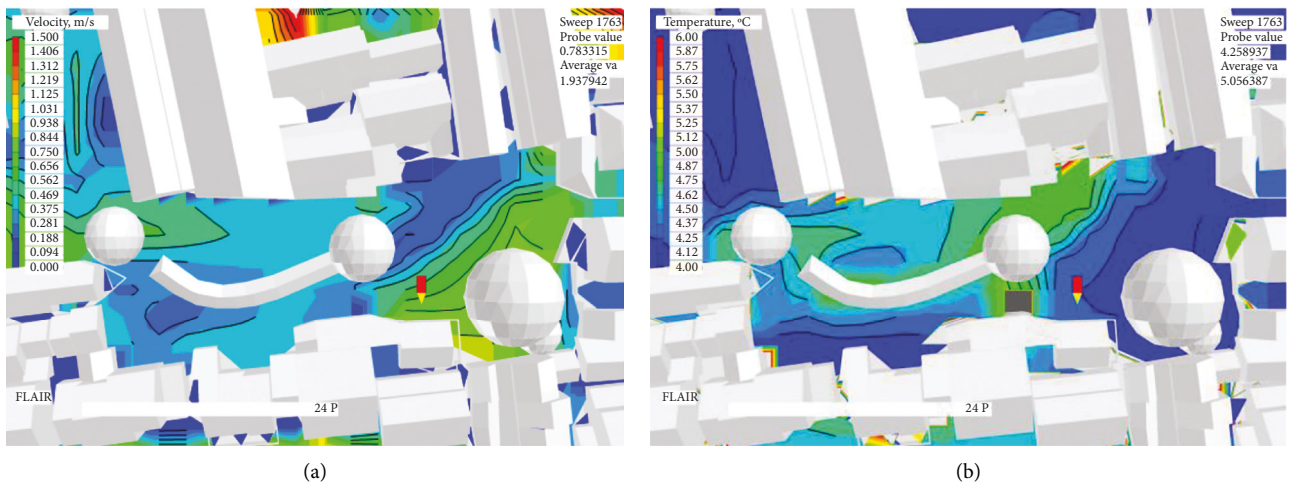 Velocity, m/s
1.500
1.406
1.312
1.219
1.125
1.031
0.938
0.844
0.750
0.656
0.562
0.469
0.375
0.281
0.188
0.094
0.000
Sweep 1763
Probe value
0.783315
Average va
1.937942
FLAIR
24 P
(a)
Temperature, ºC
6.00
5.87
5.75
5.62
5.50
5.37
5.25
5.12
5.00
4.87
4.75
4.62
4.50
4.37
4.25
4.12
4.00
Sweep 1763
Probe value
4.258937
Average va
5.056387
FLAIR
24 P
(b)